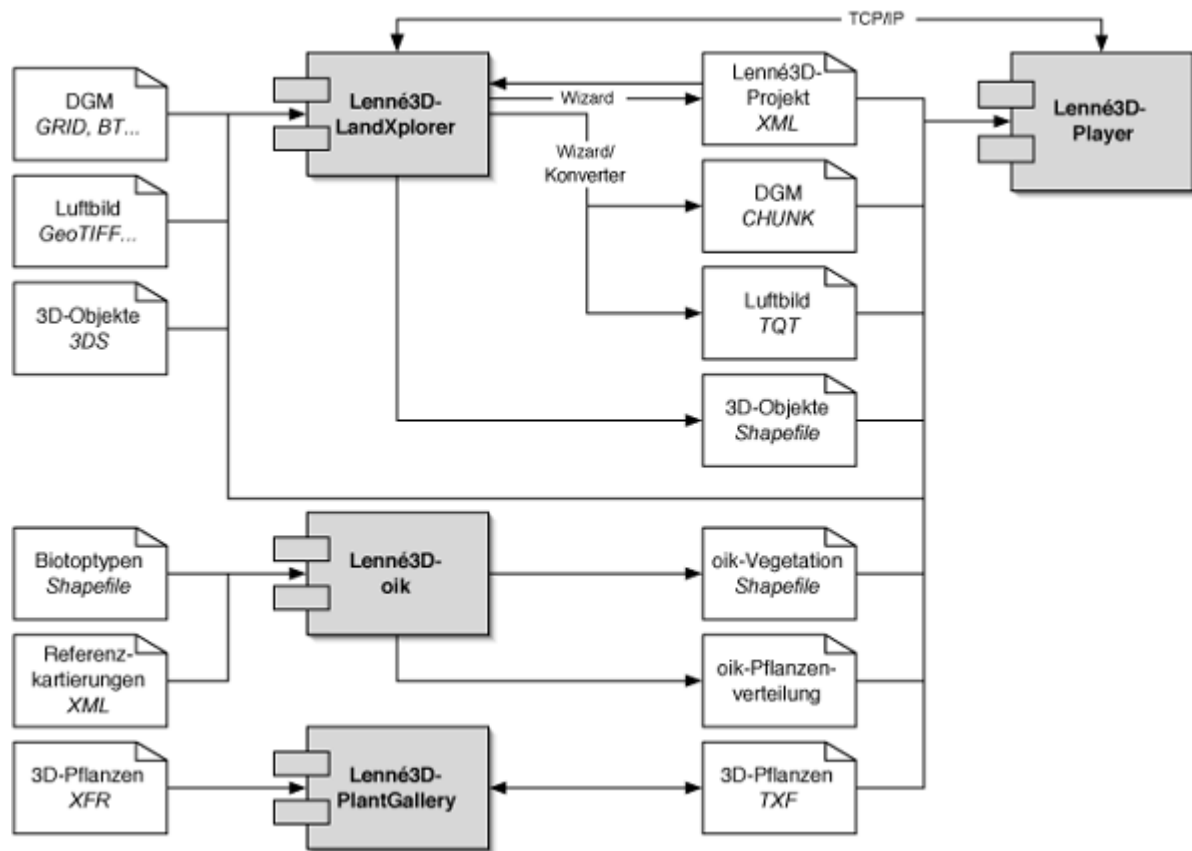 TCP/IP
DGM
GRID, BT...
Lenné3D-
LandXplorer
Wizard
Lenné3D-
Projekt
XML
Lenné3D-
Player
Wizard/
Konverter
Luftbild
GeoTIFF...
DGM
CHUNK
3D-Objekte
3DS
Luftbild
TQT
3D-Objekte
Shapefile
Biotoptypen
Shapefile
Lenné3D-
oik
oik-Vegetation
Shapefile
Referenz-
kartierungen
XML
oik-Pflanzen-
verteilung
3D-Pflanzen
XFR
Lenné3D-
PlantGallery
3D-Pflanzen
TXF